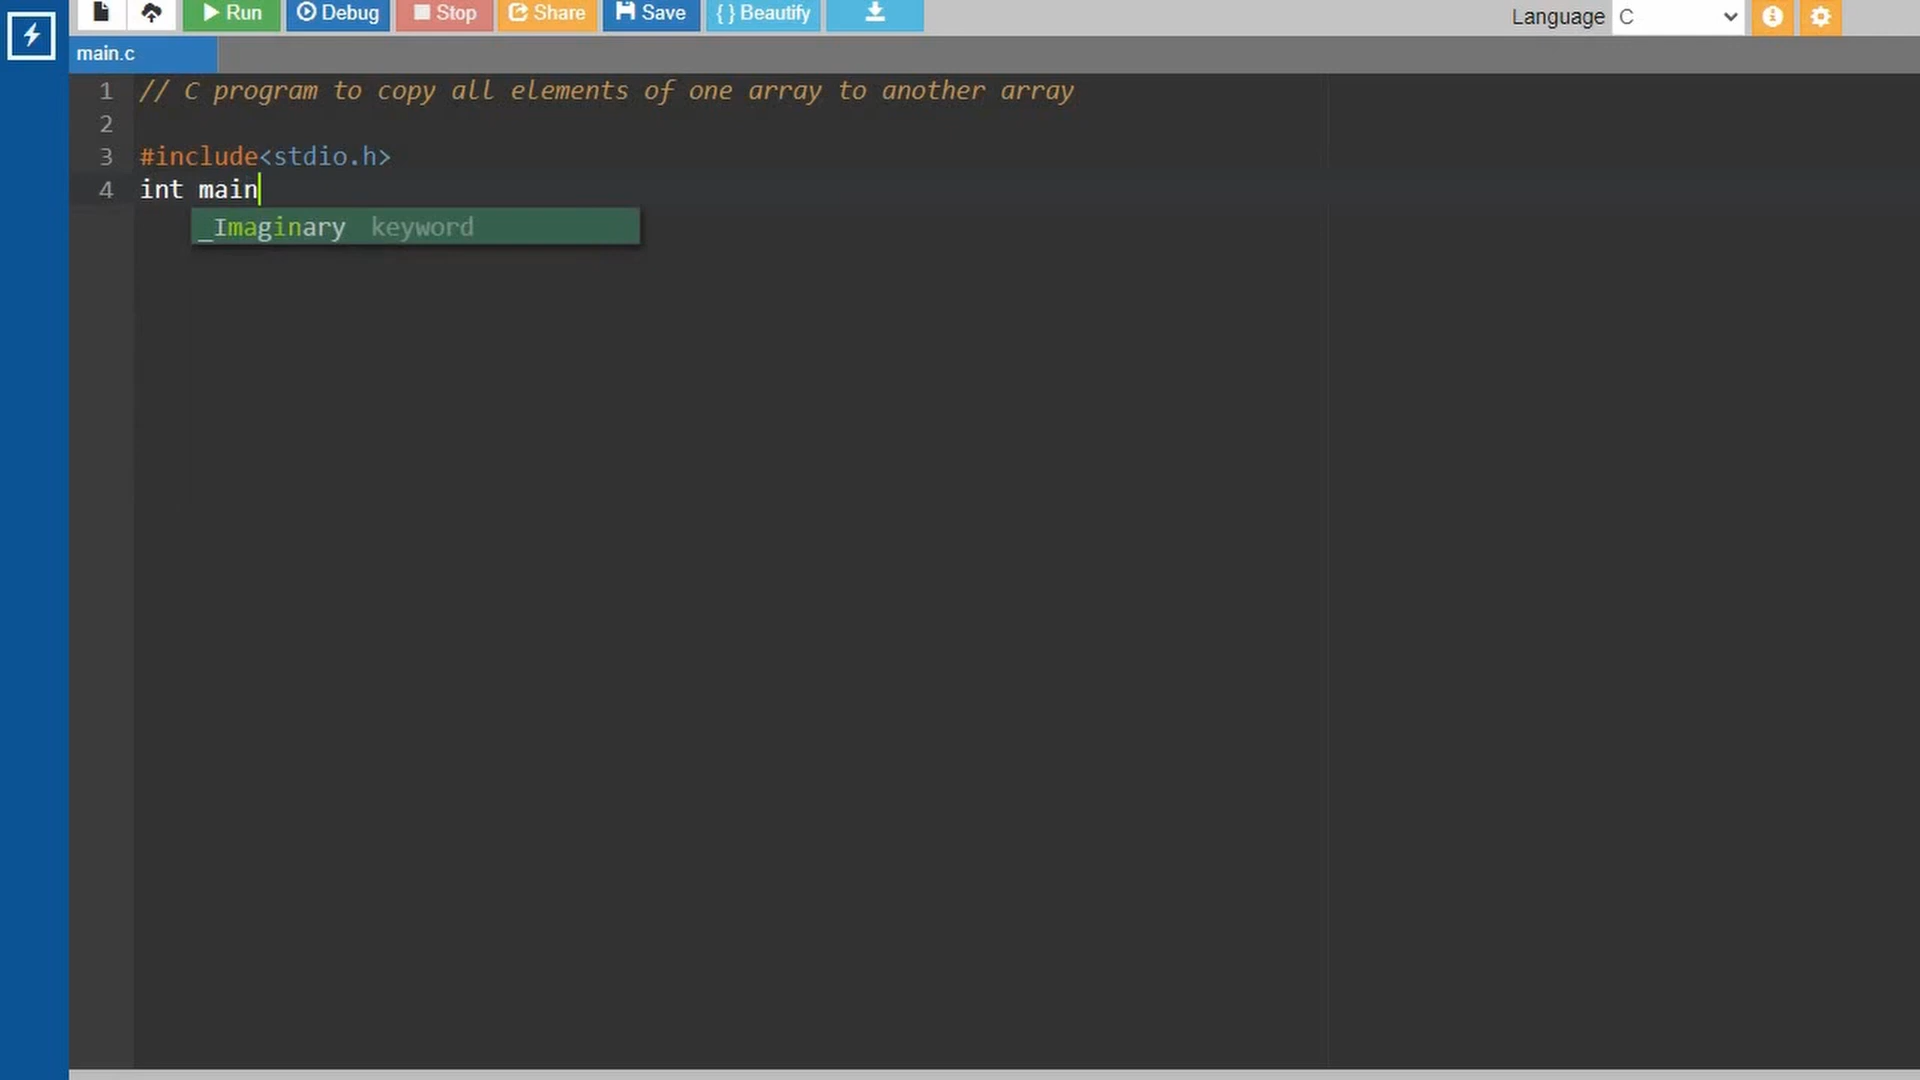 Run Debug Stop Share Save { } Beautify Language C
main.c
1 // C program to copy all elements of one array to another array
2
3 #include<stdio.h>
4 int main
_Imaginary keyword